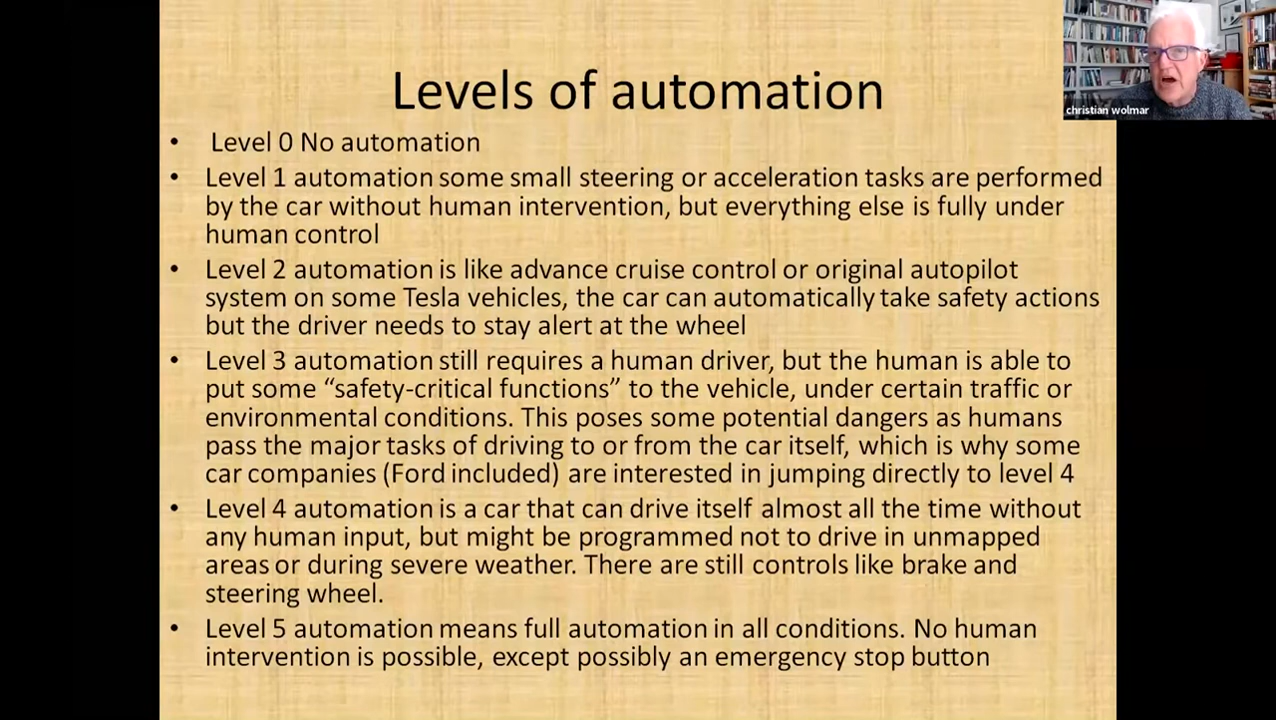 Levels of automation
christian wolmar
• Level 0 No automation
• Level 1 automation some small steering or acceleration tasks are performed
by the car without human intervention, but everything else is fully under
human control
• Level 2 automation is like advance cruise control or original autopilot
system on some Tesla vehicles, the car can automatically take safety actions
but the driver needs to stay alert at the wheel
• Level 3 automation still requires a human driver, but the human is able to
put some “safety-critical functions” to the vehicle, under certain traffic or
environmental conditions. This poses some potential dangers as humans
pass the major tasks of driving to or from the car itself, which is why some
car companies (Ford included) are interested in jumping directly to level 4
• Level 4 automation is a car that can drive itself almost all the time without
any human input, but might be programmed not to drive in unmapped
areas or during severe weather. There are still controls like brake and
steering wheel.
• Level 5 automation means full automation in all conditions. No human
intervention is possible, except possibly an emergency stop button